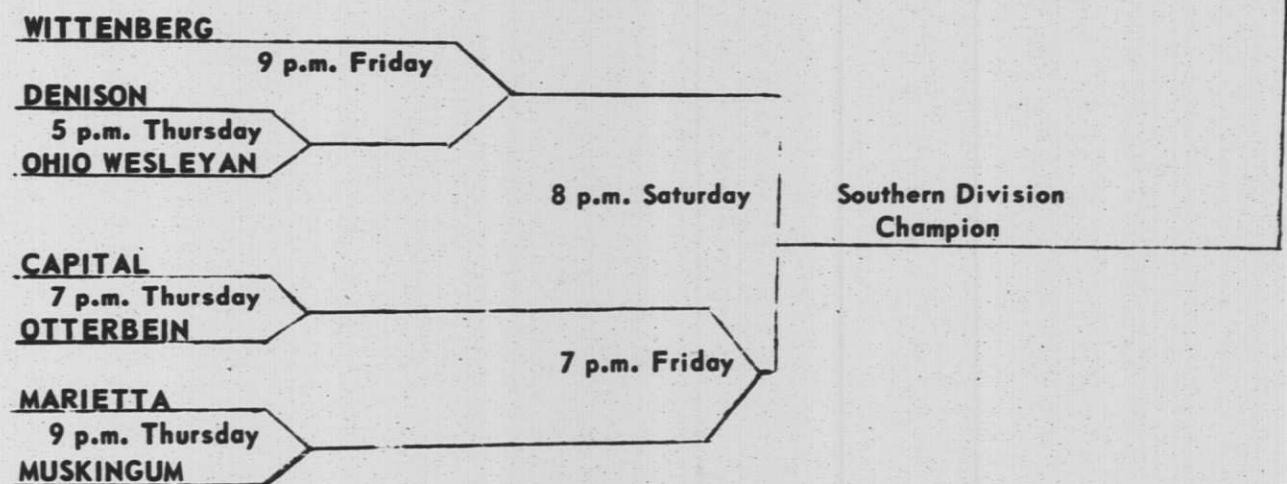 WITTENBERG
9 p.m. Friday
DENISON
5 p.m. Thursday
OHIO WESLEYAN
8 p.m. Saturday
Southern Division
Champion
CAPITAL
7 p.m. Thursday
OTTERBEIN
7 p.m. Friday
MARIETTA
9 p.m. Thursday
MUSKINGUM